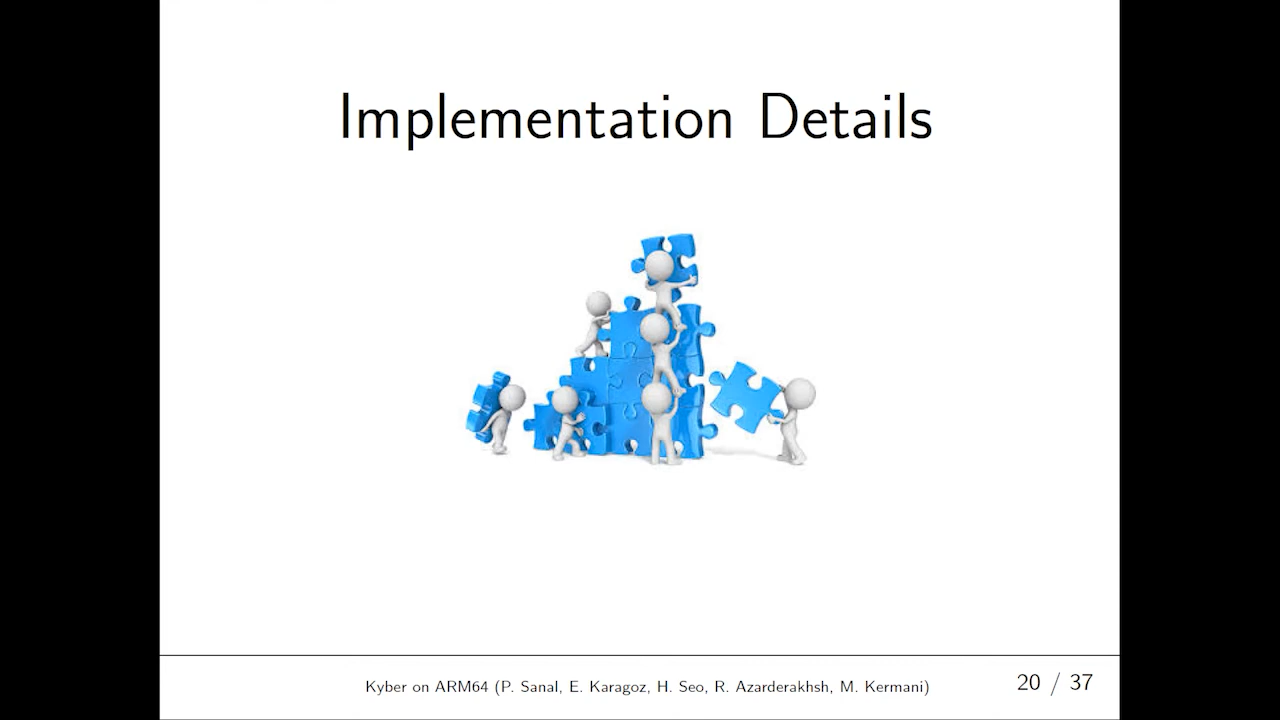 Implementation Details
Kyber on ARM64 (P. Sanal, E. Karagoz, H. Seo, R. Azarderakhsh, M. Kermani)
20 / 37